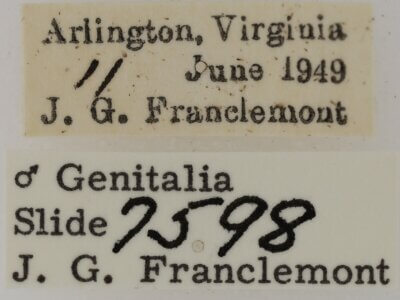 Arlington, Virginia
11 June 1949
J. G. Franclemont
♂ Genitalia
Slide 7598
J. G. Franclemont